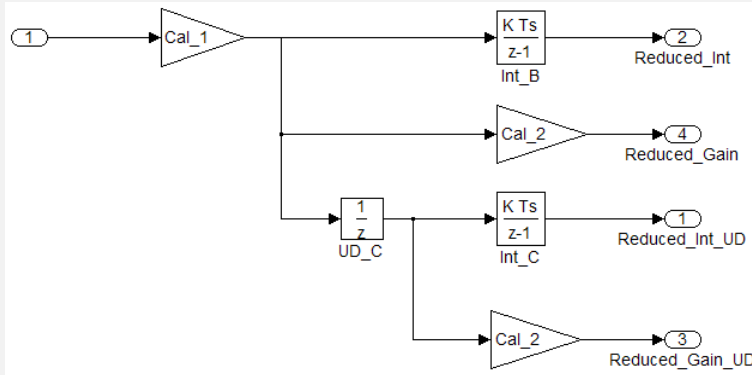 1
Cal_1
K Ts
z-1
Int_B
2
Reduced_Int
Cal_2
4
Reduced_Gain
1
z
UD_C
K Ts
z-1
Int_C
1
Reduced_Int_UD
Cal_2
3
Reduced_Gain_UD